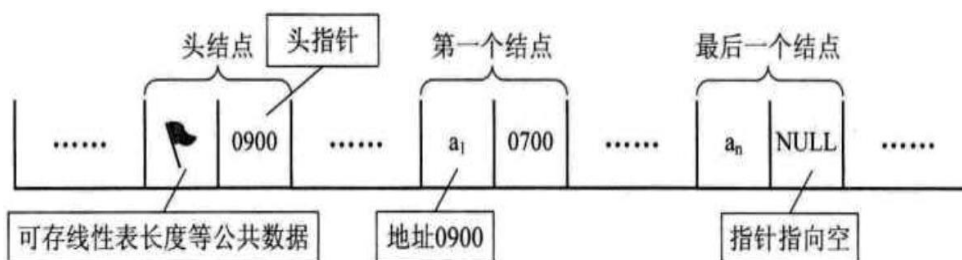 头结点 头指针 第一个结点 最后一个结点
…… 0900 …… a₁ 0700 …… aₙ NULL ……
可存线性表长度等公共数据 地址0900 指针指向空